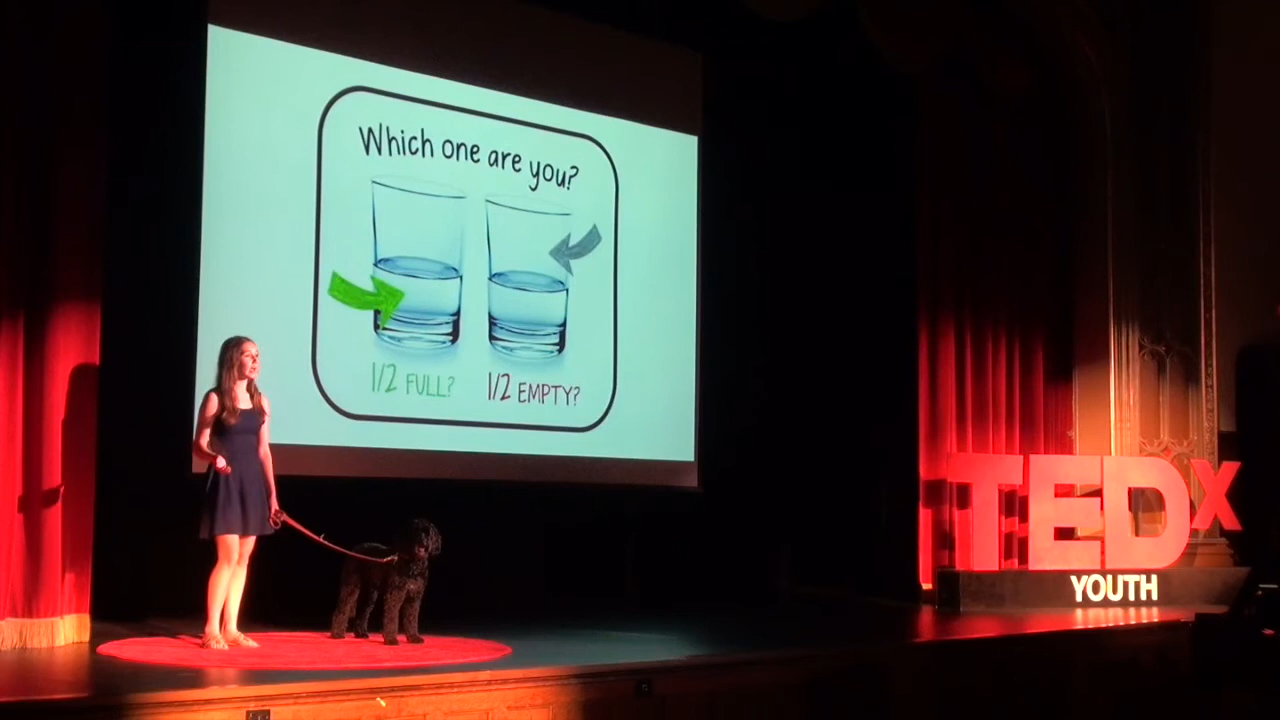 Which one are you?
1/2 FULL?
1/2 EMPTY?
TEDx
YOUTH